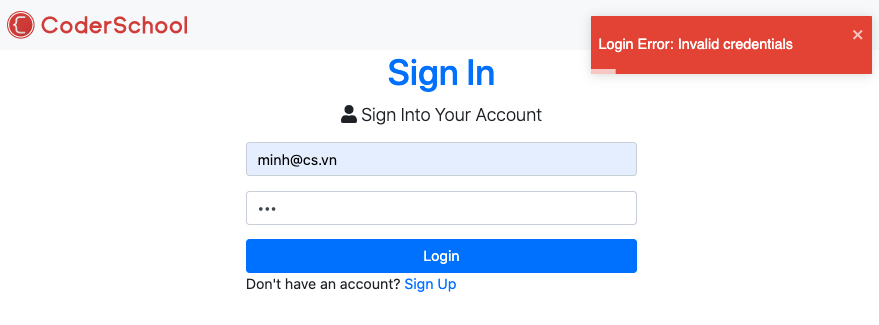 CoderSchool
Login Error: Invalid credentials
Sign In
Sign Into Your Account
minh@cs.vn
•••
Login
Don't have an account? Sign Up